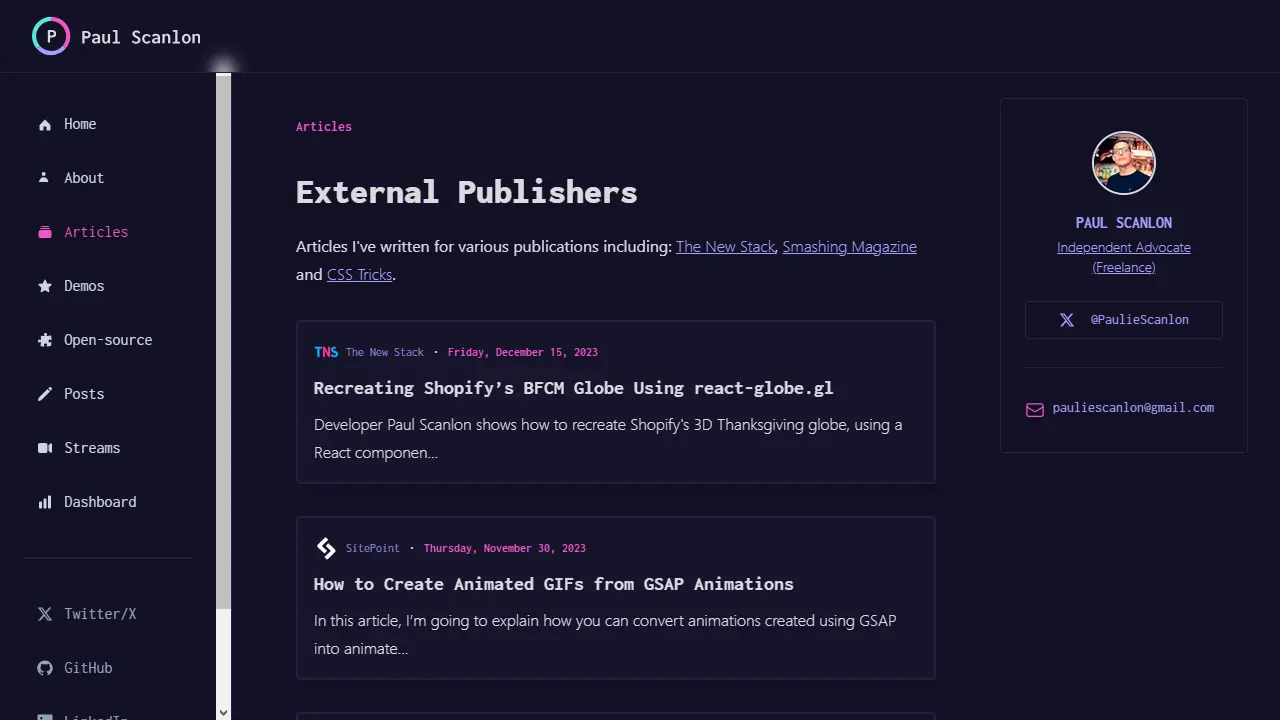 P Paul Scanlon
Home
About
Articles
Demos
Open-source
Posts
Streams
Dashboard
Twitter/X
GitHub
LinkedIn
Articles
External Publishers
Articles I've written for various publications including: The New Stack, Smashing Magazine
and CSS Tricks.
TNS The New Stack • Friday, December 15, 2023
Recreating Shopify’s BFCM Globe Using react-globe.gl
Developer Paul Scanlon shows how to recreate Shopify's 3D Thanksgiving globe, using a
React componen...
SitePoint • Thursday, November 30, 2023
How to Create Animated GIFs from GSAP Animations
In this article, I’m going to explain how you can convert animations created using GSAP
into animate...
PAUL SCANLON
Independent Advocate
(Freelance)
@PaulieScanlon
pauliescanlon@gmail.com